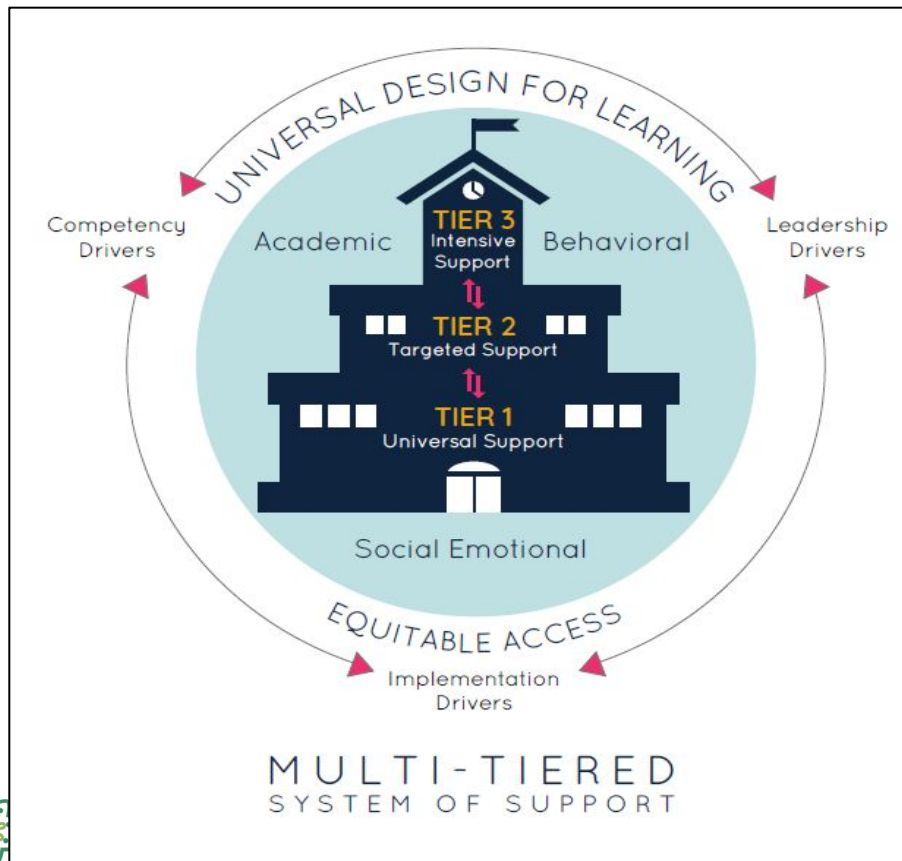 UNIVERSAL DESIGN FOR LEARNING
Competency
Drivers
Leadership
Drivers
Academic
Behavioral
TIER 3
Intensive
Support
TIER 2
Targeted Support
TIER 1
Universal Support
Social Emotional
EQUITABLE ACCESS
Implementation
Drivers
MULTI-TIERED
SYSTEM OF SUPPORT